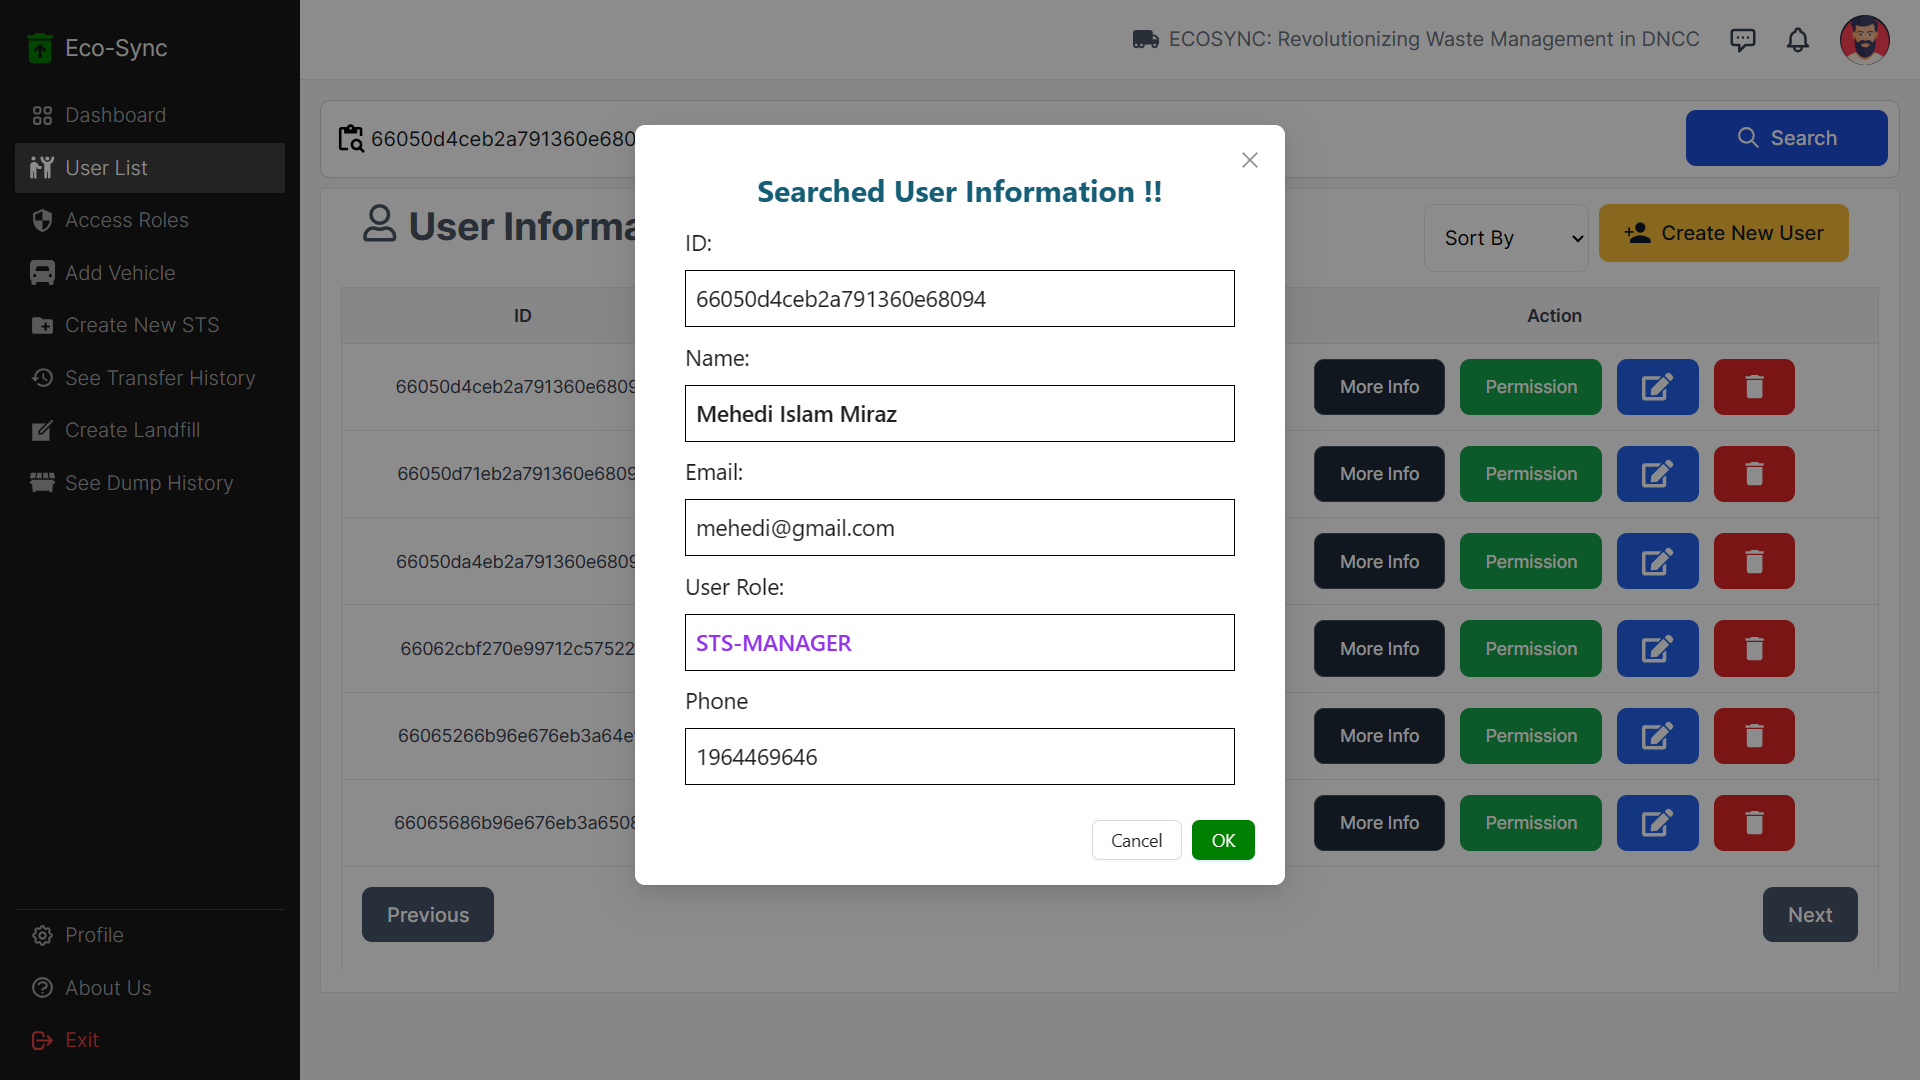 Eco-Sync
Dashboard
User List
Access Roles
Add Vehicle
Create New STS
See Transfer History
Create Landfill
See Dump History
Profile
About Us
Exit
ECOSYNC: Revolutionizing Waste Management in DNCC
66050d4ceb2a791360e680
Search
User Informa
Sort By
Create New User
ID
Action
66050d4ceb2a791360e6809
More Info Permission
66050d71eb2a791360e6809
More Info Permission
66050da4eb2a791360e6809
More Info Permission
66062cbf270e99712c57522
More Info Permission
66065266b96e676eb3a64e
More Info Permission
66065686b96e676eb3a6508
More Info Permission
Previous
Next
Searched User Information !!
ID:
66050d4ceb2a791360e68094
Name:
Mehedi Islam Miraz
Email:
mehedi@gmail.com
User Role:
STS-MANAGER
Phone
1964469646
Cancel
OK